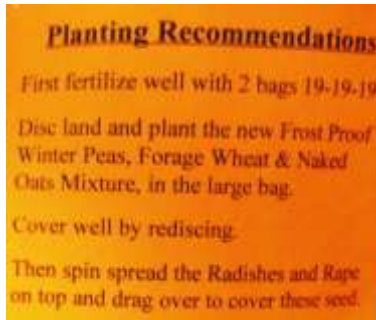 Planting Recommendations
First fertilize well with 2 bags 19-19-19
Disc land and plant the new Frost Proof
Winter Peas, Forage Wheat & Naked
Oats Mixture, in the large bag.
Cover well by rediscing.
Then spin spread the Radishes and Rape
on top and drag over to cover these seed.